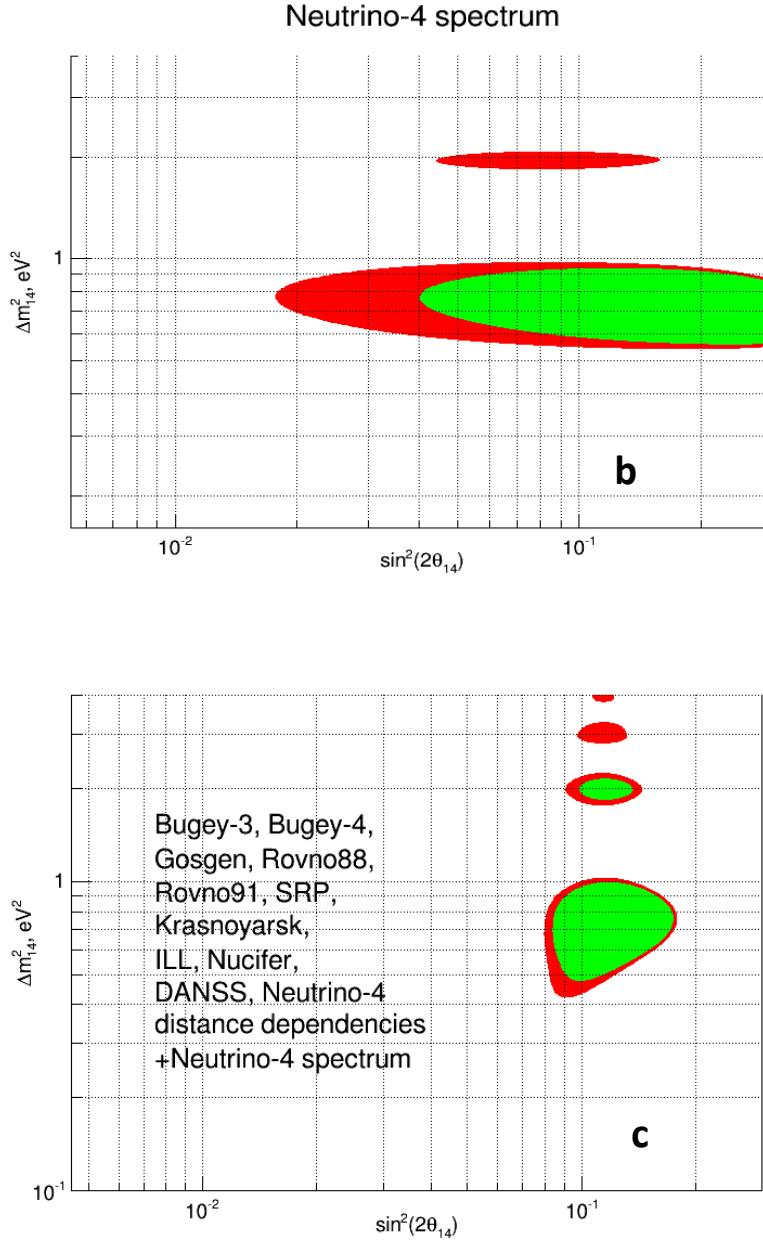 Neutrino-4 spectrum
Δm²₁₄, eV²
1
b
10⁻²
10⁻¹
sin²(2θ₁₄)
Δm²₁₄, eV²
1
10⁻¹
Bugey-3, Bugey-4,
Gosgen, Rovno88,
Rovno91, SRP,
Krasnoyarsk,
ILL, Nucifer,
DANSS, Neutrino-4
distance dependencies
+Neutrino-4 spectrum
c
10⁻²
10⁻¹
sin²(2θ₁₄)